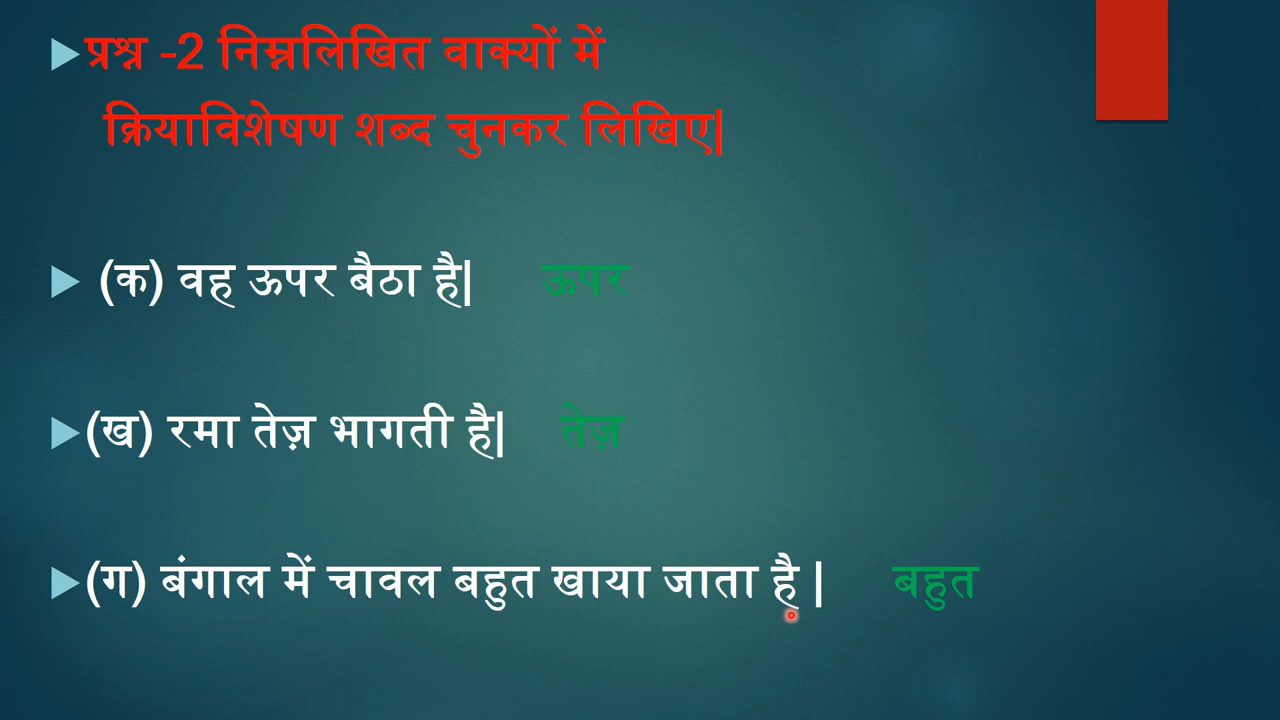 प्रश्न -2 निम्नलिखित वाक्यों में
क्रियाविशेषण शब्द चुनकर लिखिए|
(क) वह ऊपर बैठा है| ऊपर
(ख) रमा तेज़ भागती है| तेज़
(ग) बंगाल में चावल बहुत खाया जाता है | बहुत